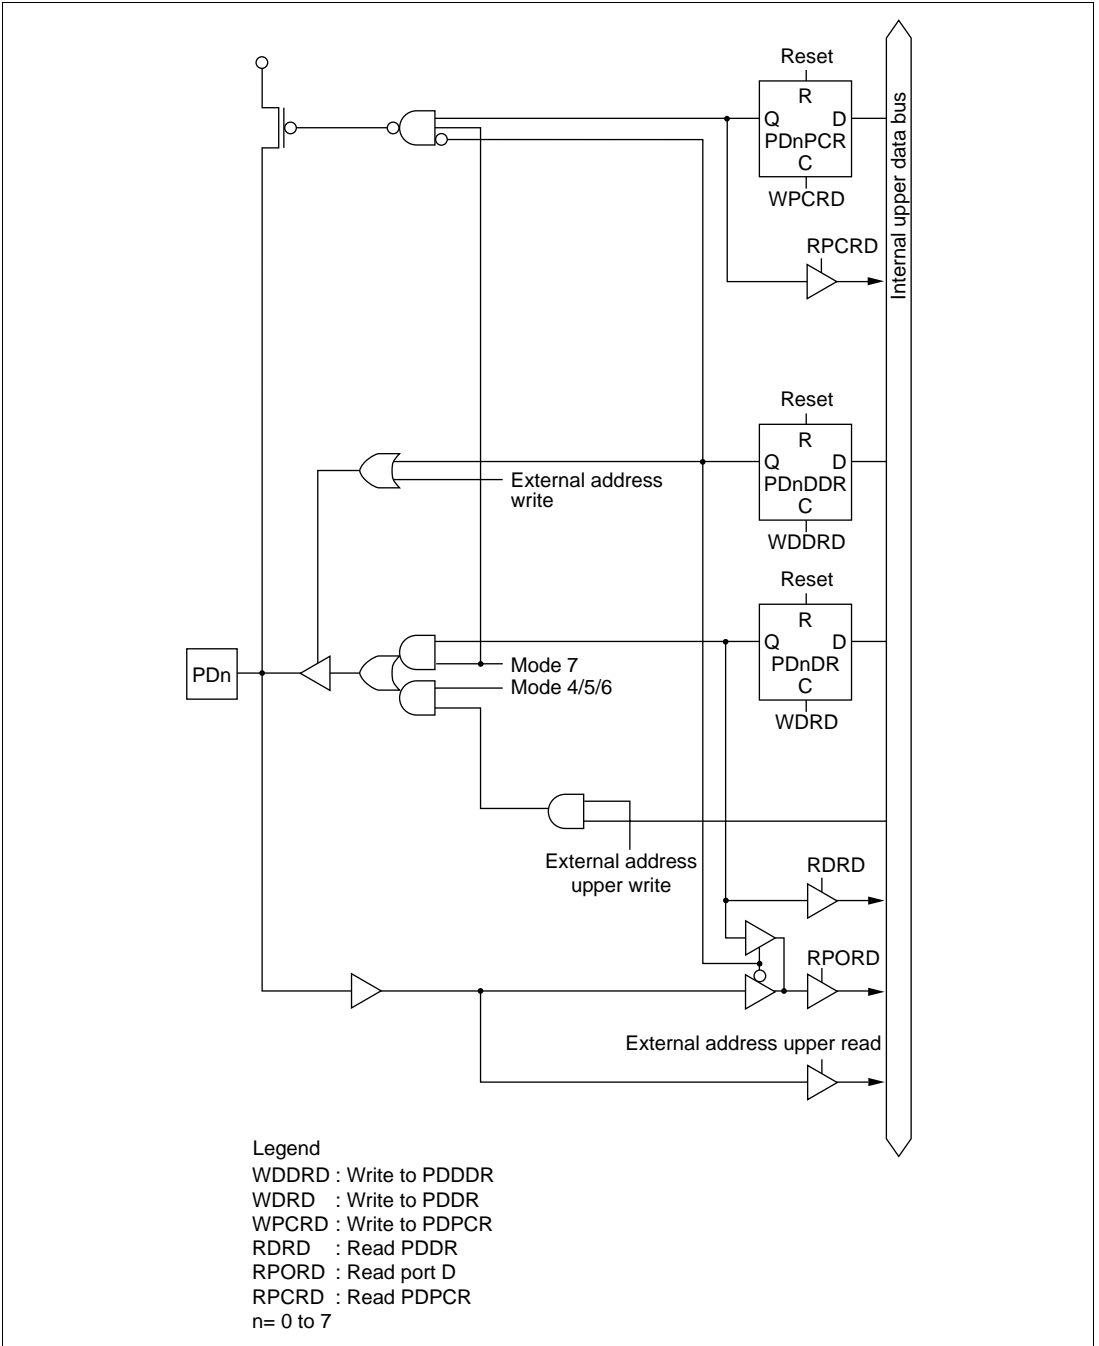 Reset
R
Q D
PDnPCR
C
WPCRD
Internal upper data bus
RPCRD
Reset
R
Q D
PDnDDR
C
WDDRD
External address
write
Reset
R
Q D
PDnDR
C
WDRD
PDn
Mode 7
Mode 4/5/6
External address
upper write
RDRD
RPORD
External address upper read
Legend
WDDRD : Write to PDDDR
WDRD : Write to PDDR
WPCRD : Write to PDPCR
RDRD : Read PDDR
RPORD : Read port D
RPCRD : Read PDPCR
n= 0 to 7